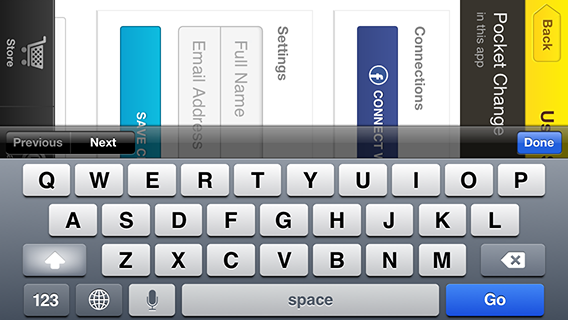 Back
Us
Pocket Change
in this app
Connections
f CONNECT W
Settings
Full Name
Email Address
SAVE C
Store
Previous Next Done
Q W E R T Y U I O P
A S D F G H J K L
Z X C V B N M
123 space Go